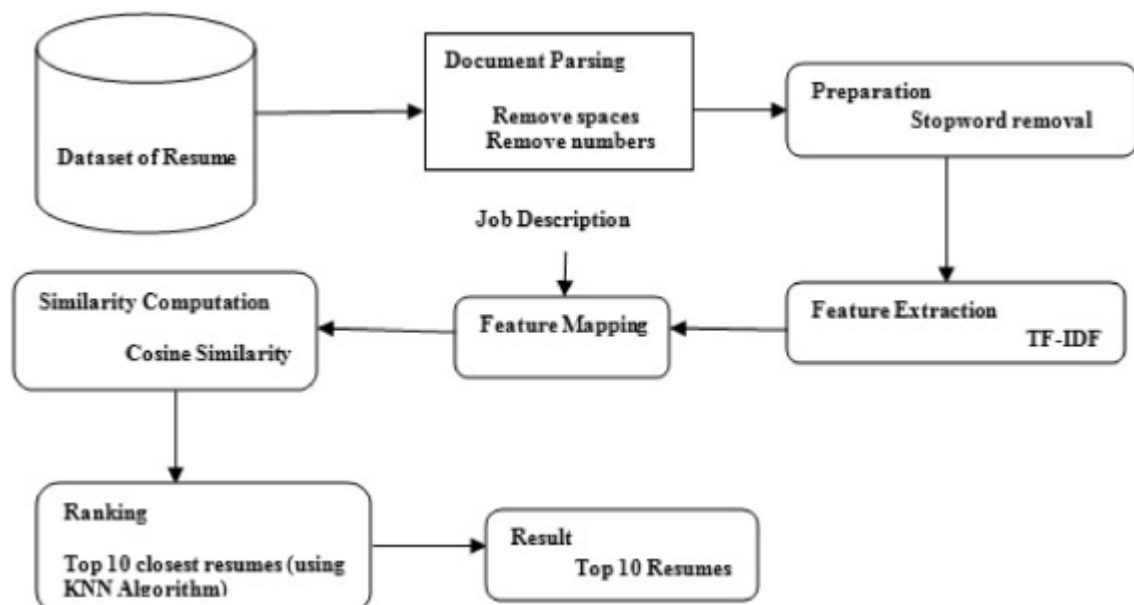 Dataset of Resume
Document Parsing
Remove spaces
Remove numbers
Preparation
Stopword removal
Job Description
Feature Extraction
TF-IDF
Feature Mapping
Similarity Computation
Cosine Similarity
Ranking
Top 10 closest resumes (using
KNN Algorithm)
Result
Top 10 Resumes